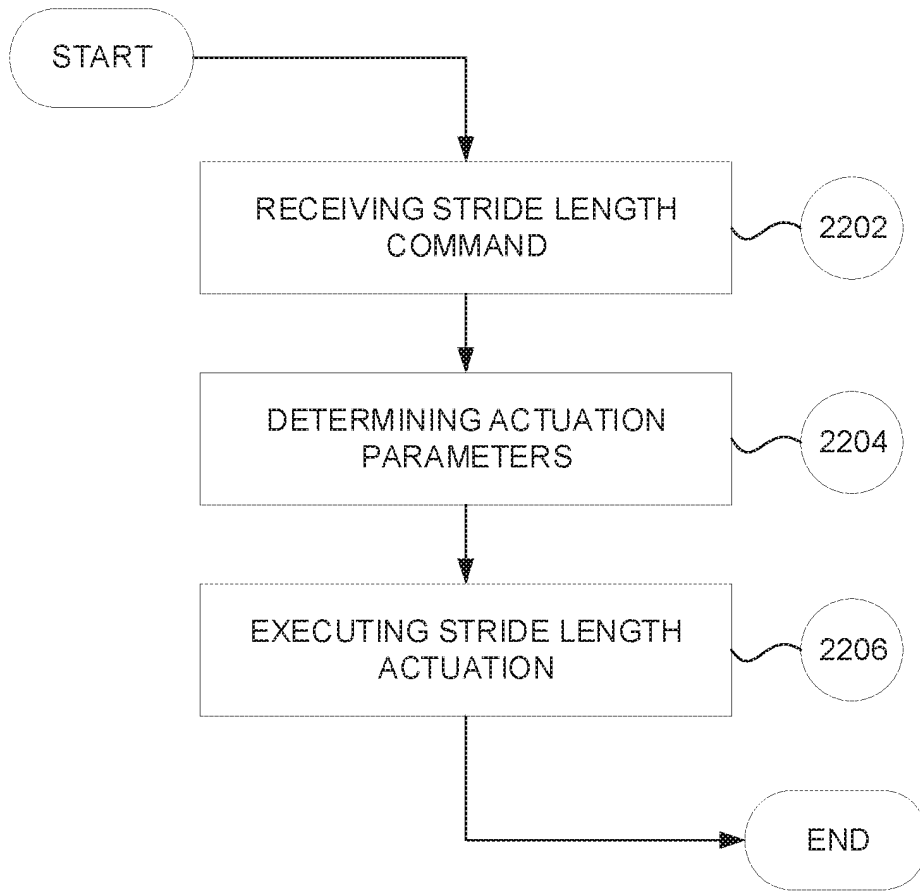 START
RECEIVING STRIDE LENGTH
COMMAND
2202
DETERMINING ACTUATION
PARAMETERS
2204
EXECUTING STRIDE LENGTH
ACTUATION
2206
END